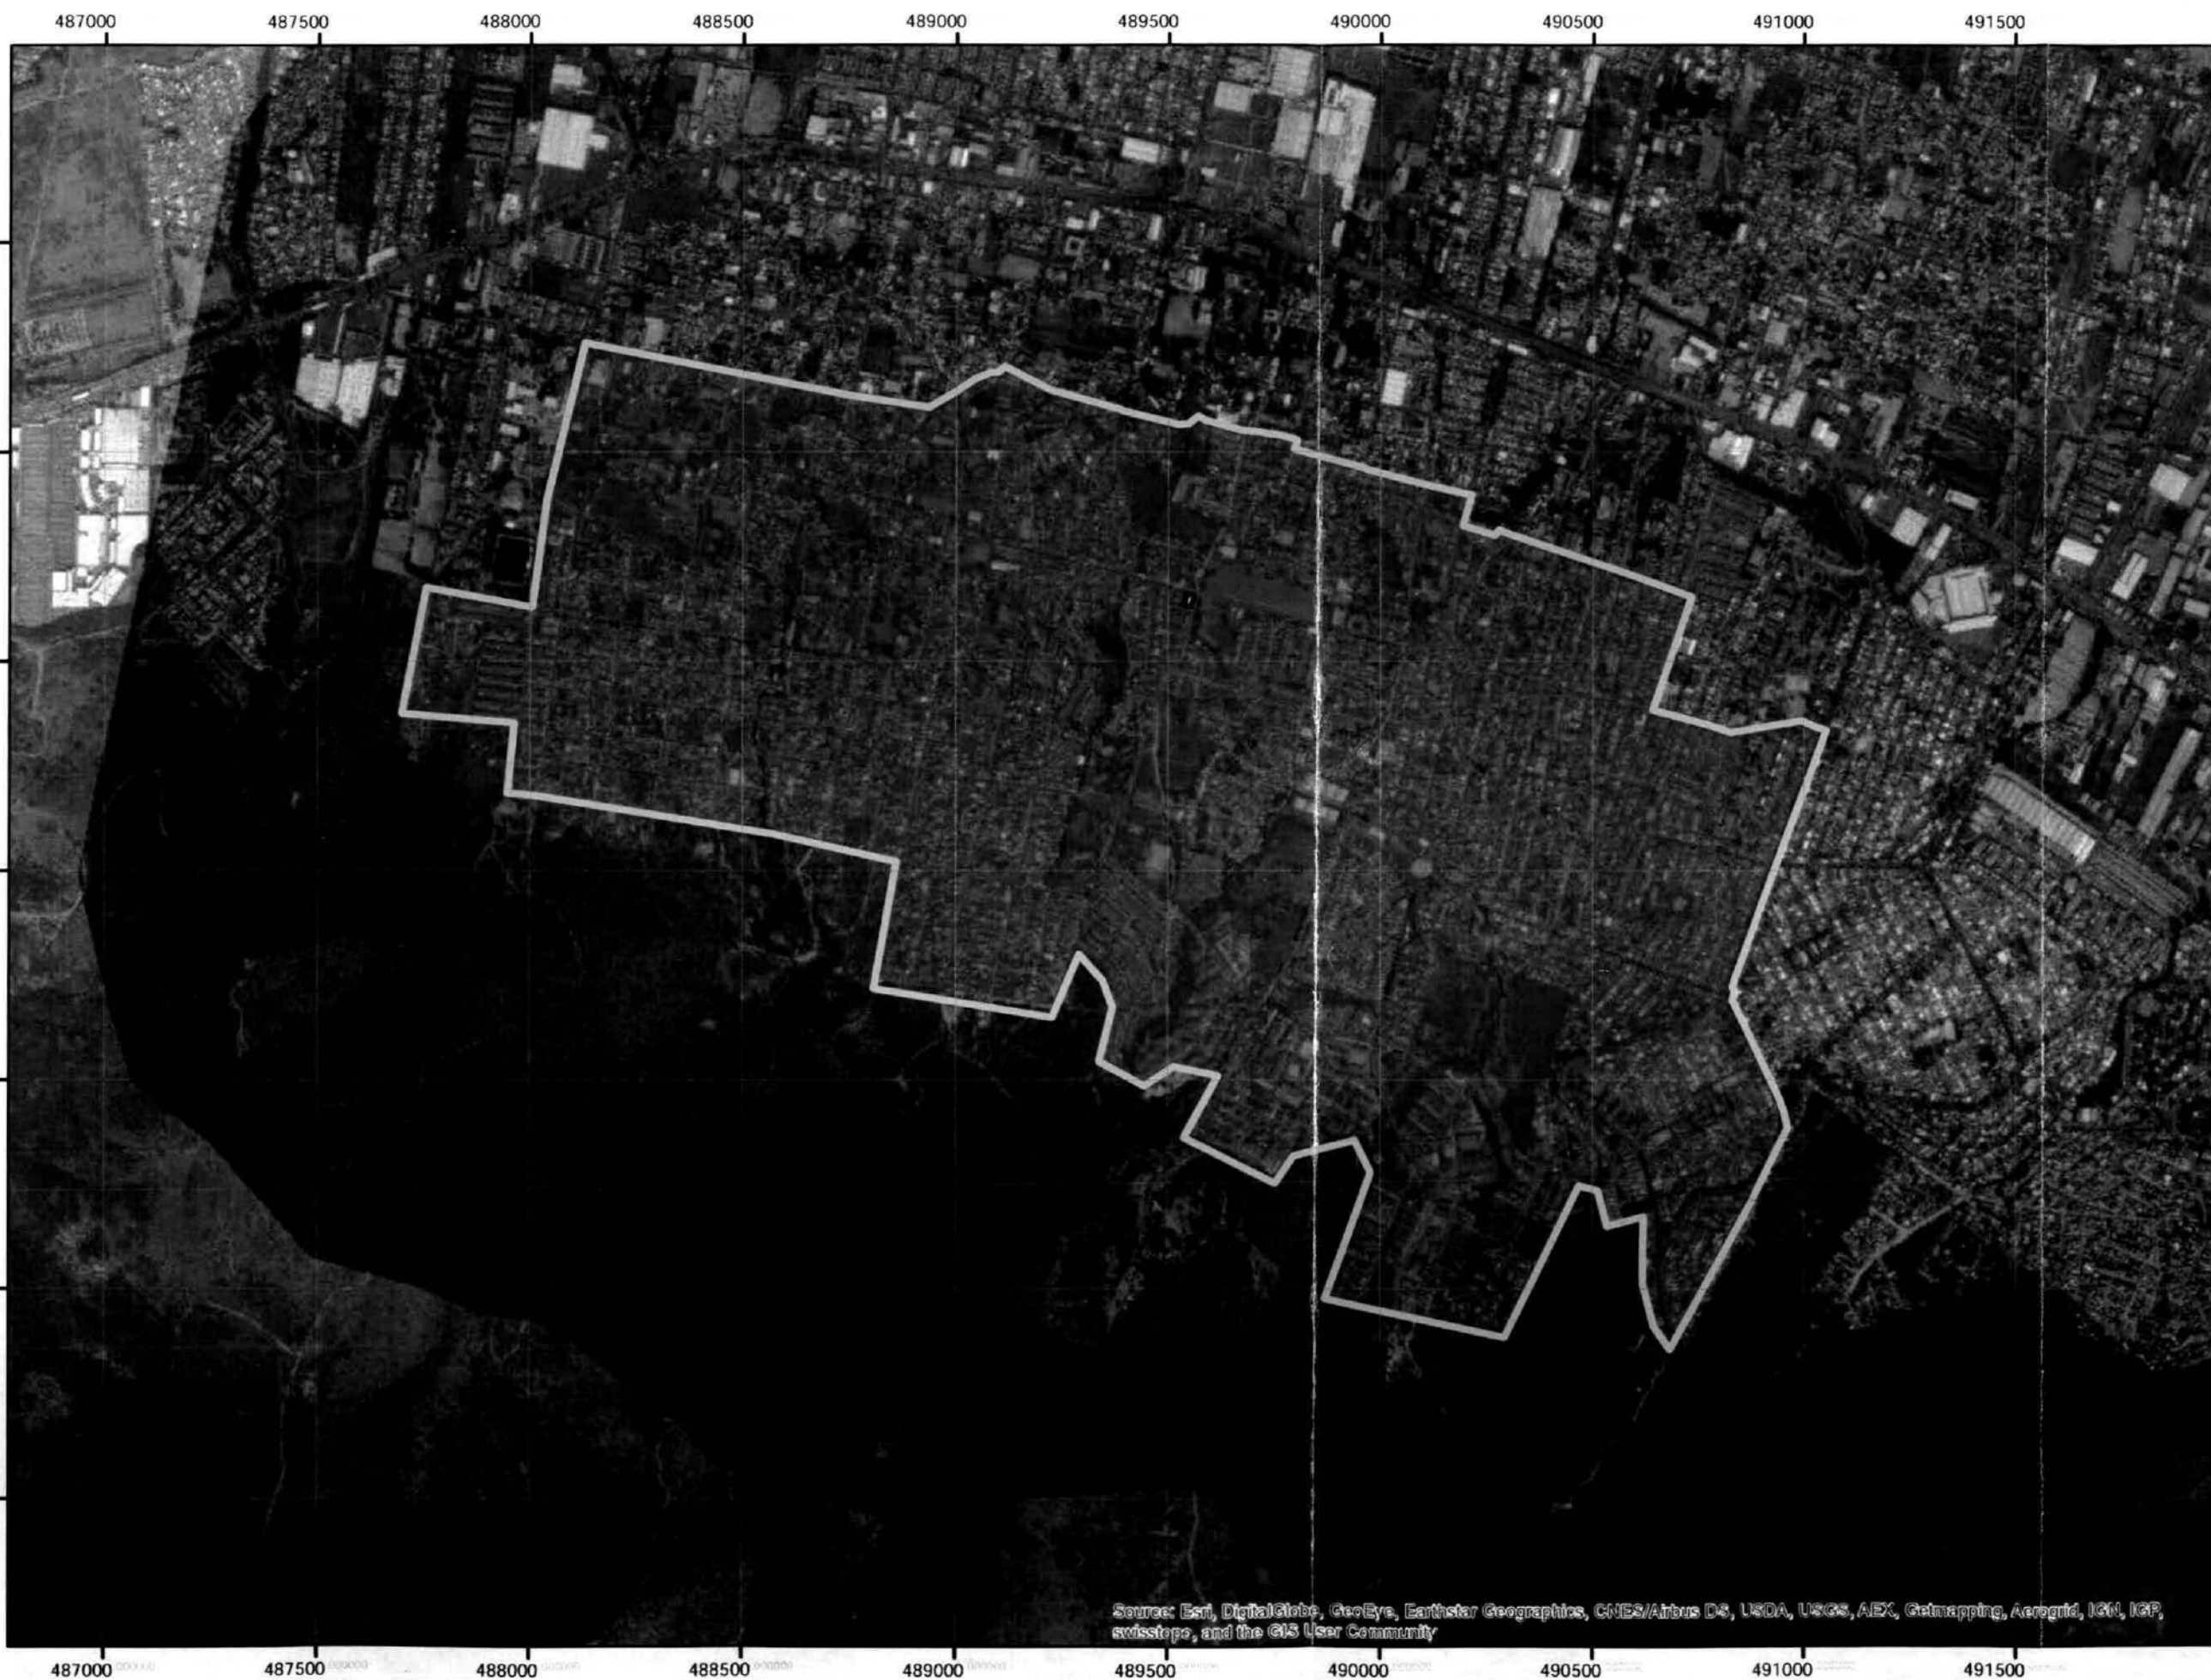 487000 487500 488000 488500 489000 489500 490000 490500 491000 491500
Source: Esri, DigitalGlobe, GeoEye, Earthstar Geographics, CNES/Airbus DS, USDA, USGS, AEX, Getmapping, Aerogrid, IGN, IGP,
swisstopo, and the GIS User Community
487000 487500 488000 488500 489000 489500 490000 490500 491000 491500